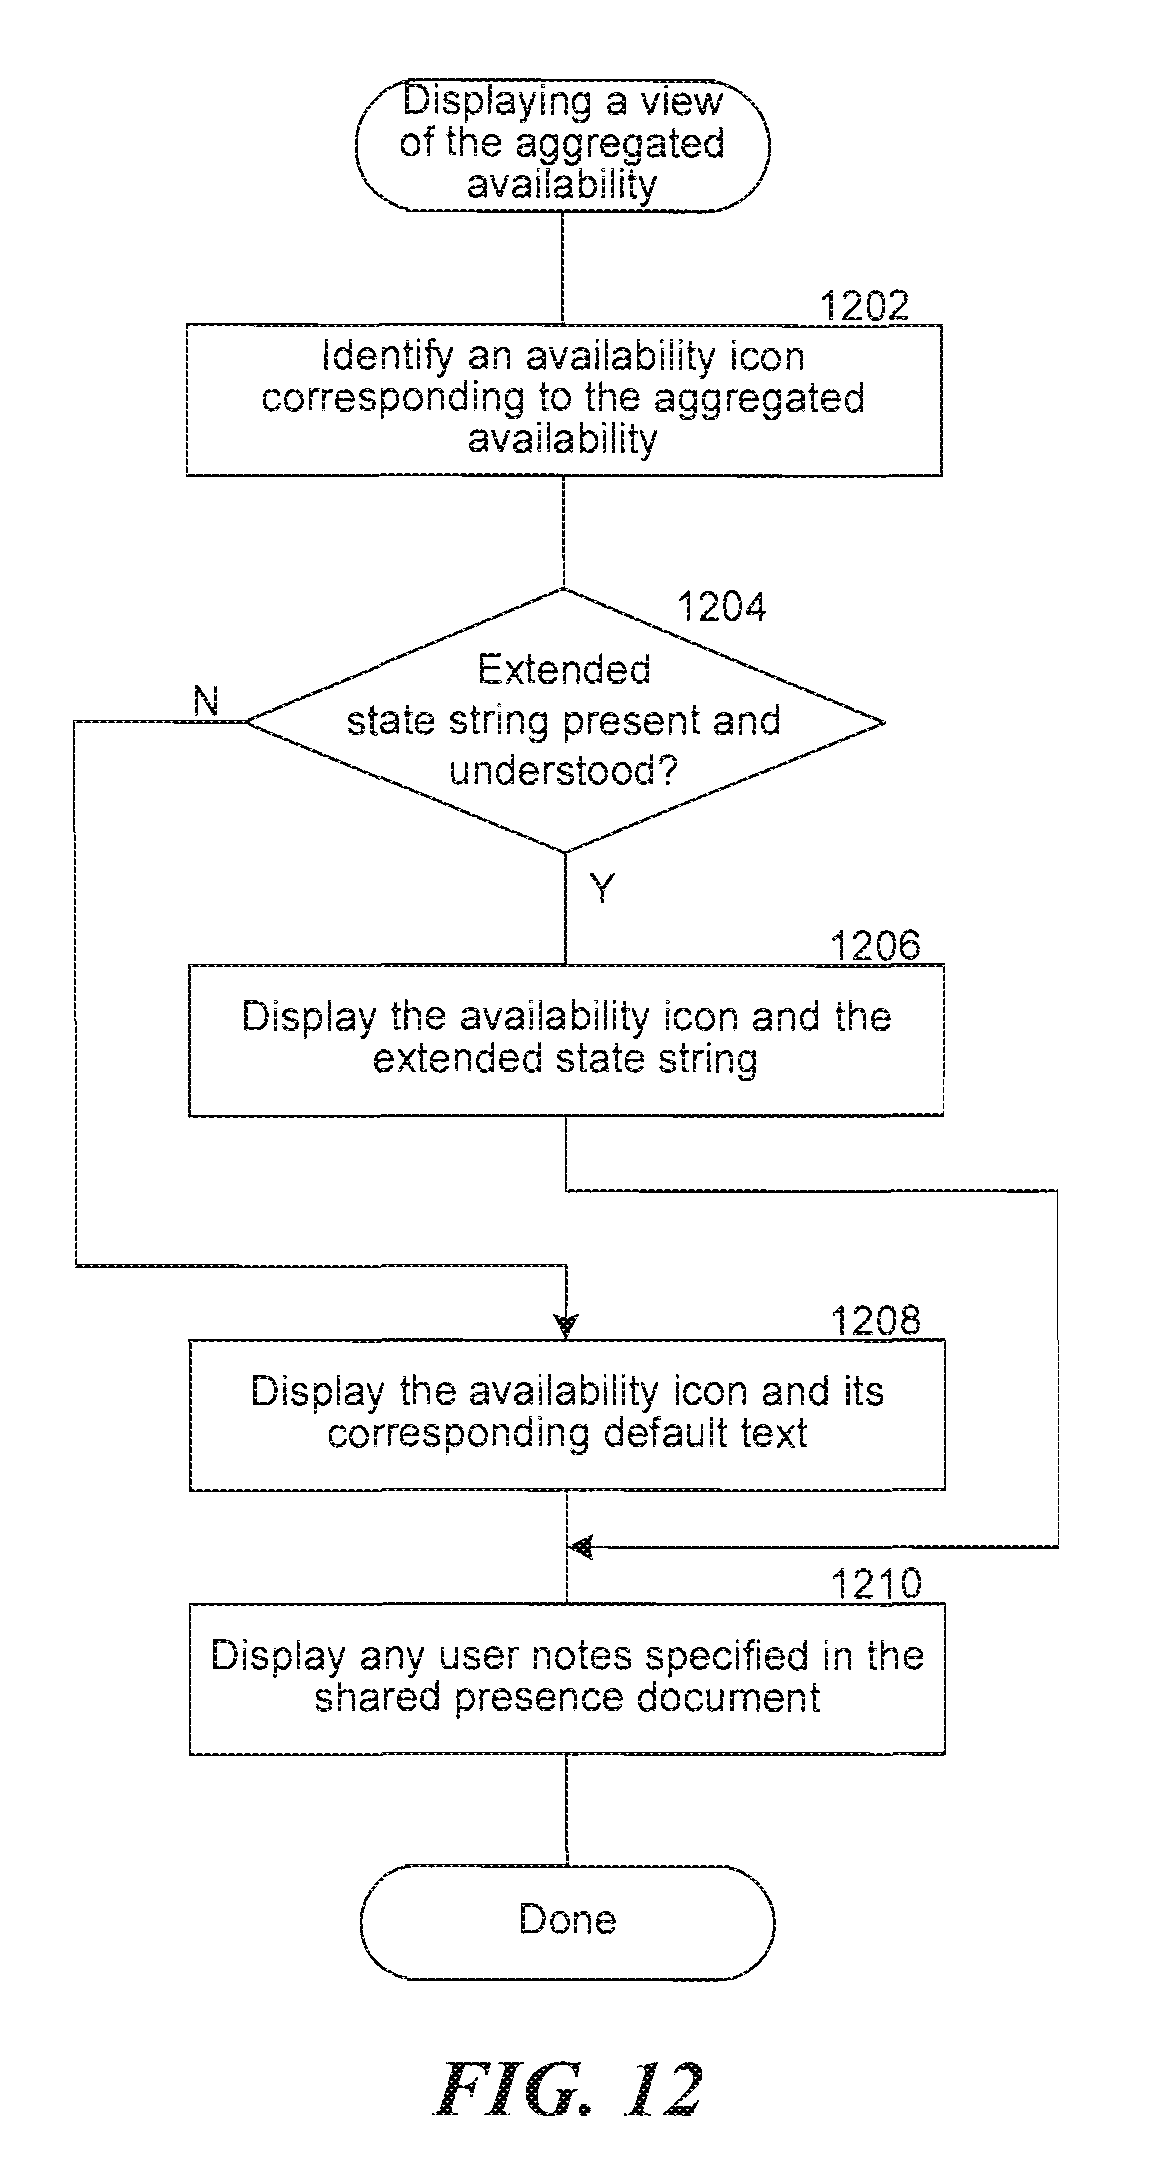 Displaying a view
of the aggregated
availability
1202
Identify an availability icon
corresponding to the aggregated
availability
1204
Extended
state string present and
understood?
N
Y
1206
Display the availability icon and the
extended state string
1208
Display the availability icon and its
corresponding default text
1210
Display any user notes specified in the
shared presence document
Done
FIG. 12